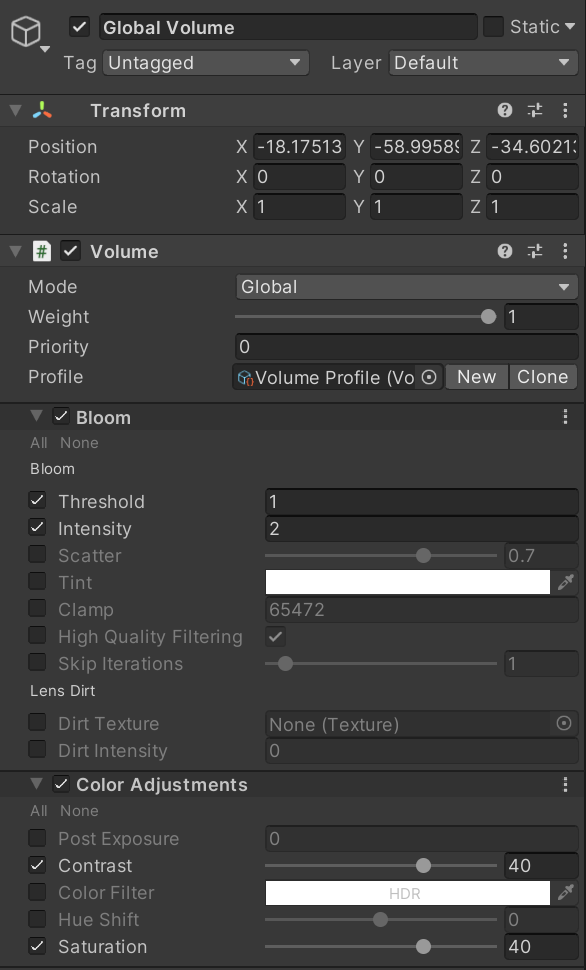 Global Volume Static
Tag Untagged Layer Default
Transform
Position X -18.17513 Y -58.9958 Z -34.6021
Rotation X 0 Y 0 Z 0
Scale X 1 Y 1 Z 1
# Volume
Mode Global
Weight 1
Priority 0
Profile Volume Profile (Vo New Clone
Bloom
All None
Bloom
Threshold 1
Intensity 2
Scatter 0.7
Tint
Clamp 65472
High Quality Filtering
Skip Iterations 1
Lens Dirt
Dirt Texture None (Texture)
Dirt Intensity 0
Color Adjustments
All None
Post Exposure 0
Contrast 40
Color Filter HDR
Hue Shift 0
Saturation 40